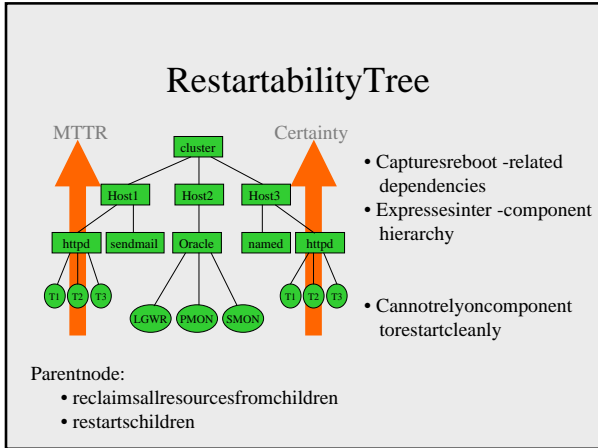 RestartabilityTree
MTTR
Certainty
cluster
Host1
Host2
Host3
httpd
sendmail
Oracle
named
httpd
T1
T2
T3
LGWR
PMON
SMON
T1
T2
T3
• Capturesreboot -related
dependencies
• Expressesinter -component
hierarchy
• Cannotrelyoncomponent
torestartcleanly
Parentnode:
• reclaimsallresourcesfromchildren
• restartschildren